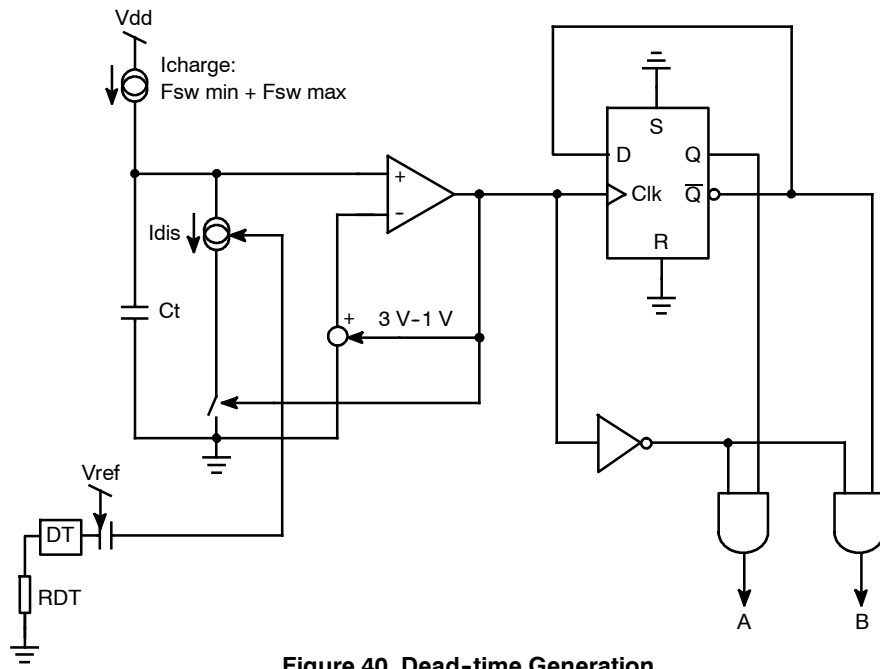 Vdd
Icharge:
Fsw min + Fsw max
S
D
Q
+
Clk
Q
-
Idis
R
Ct
+
3 V-1 V
Vref
DT
RDT
A
B
Figure 40. Dead-time Generation